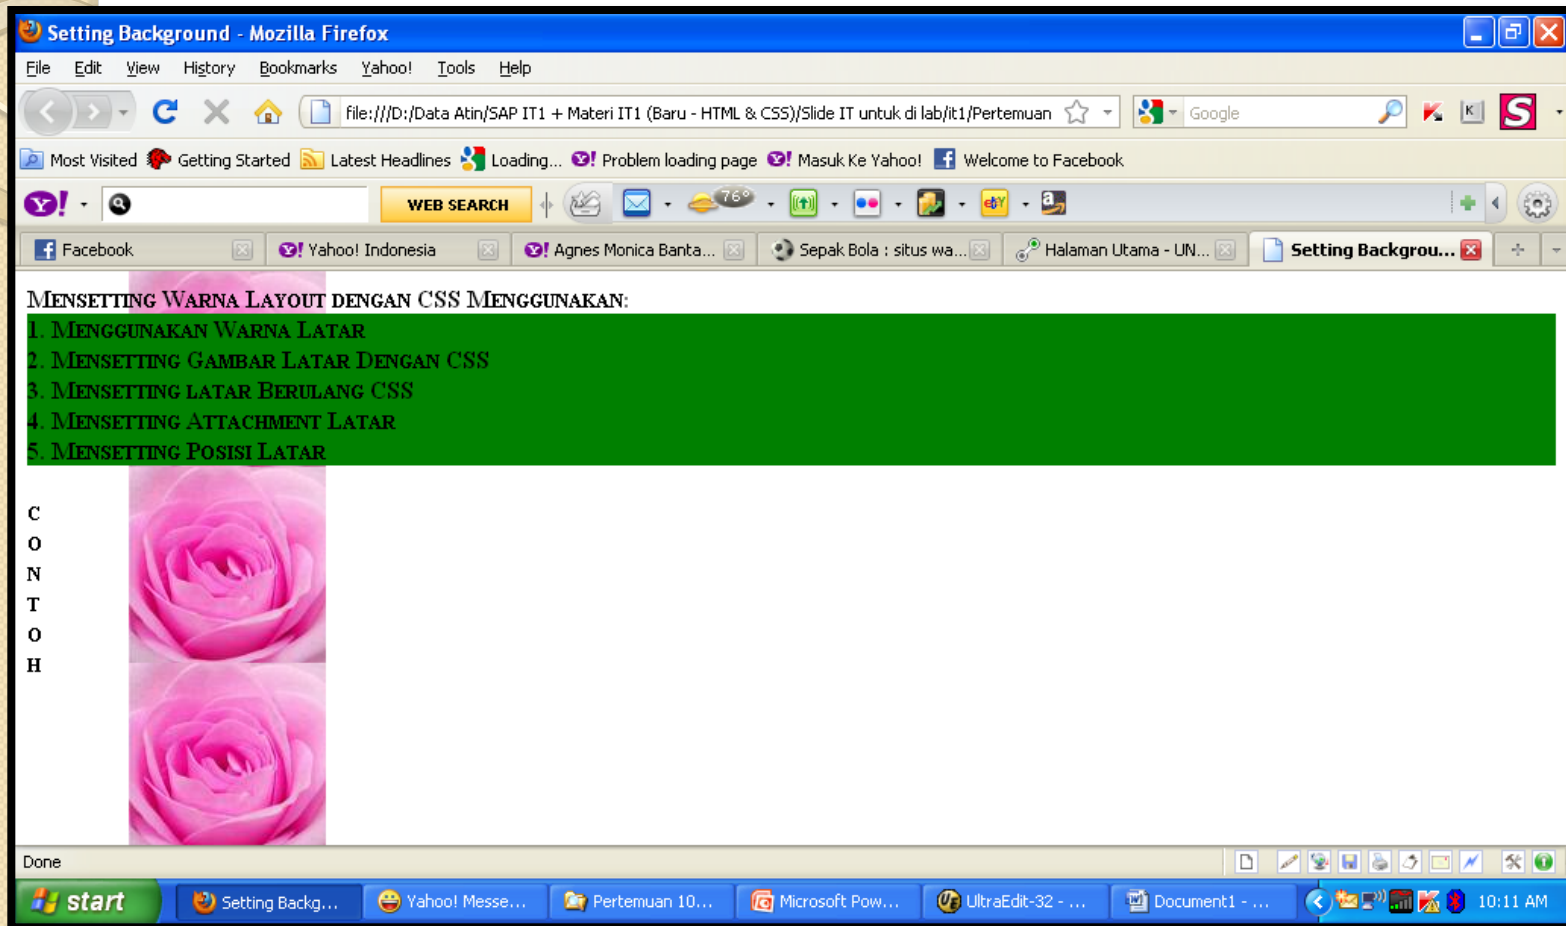 Setting Background - Mozilla Firefox
File Edit View History Bookmarks Yahoo! Tools Help
file:///D:/Data Atin/SAP IT1 + Materi IT1 (Baru - HTML & CSS)/Slide IT untuk di lab/it1/Pertemuan Google K K S
Most Visited Getting Started Latest Headlines Loading... Y! Problem loading page Y! Masuk Ke Yahoo! f Welcome to Facebook
Y! WEB SEARCH 76° ebY a
f Facebook Y! Yahoo! Indonesia Y! Agnes Monica Banta... Sepak Bola : situs wa... Halaman Utama - UN... Setting Backgrou...
Mensetting Warna Layout dengan CSS Menggunakan:
1. Menggunakan Warna Latar
2. Mensetting Gambar Latar Dengan CSS
3. Mensetting latar Berulang CSS
4. Mensetting Attachment Latar
5. Mensetting Posisi Latar
C
O
N
T
O
H
Done
start Setting Backg... Yahoo! Messe... Pertemuan 10... Microsoft Pow... UltraEdit-32 - ... Document1 - ... 10:11 AM